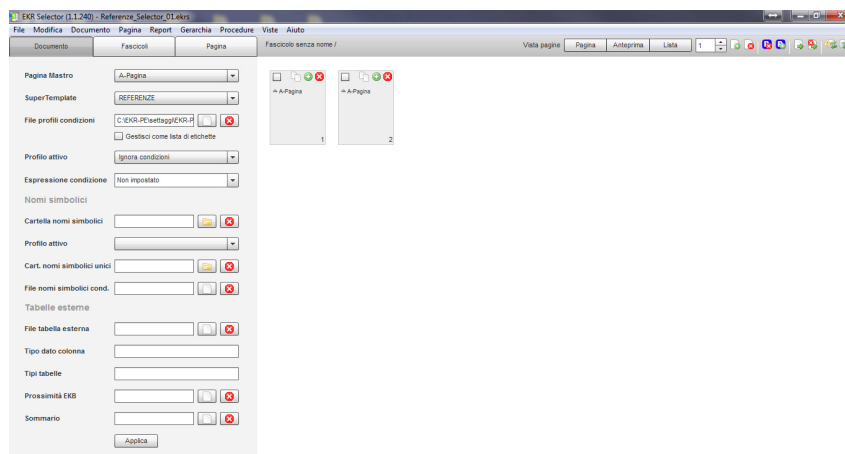 EKR Selector (1.1.240) - Referenze_Selector_01.ekrs
File Modifica Documento Pagina Report Gerarchia Procedure Viste Aiuto
Documento Fascicoli Pagina
Fascicolo senza nome /
Vista pagine Pagina Anteprima Lista 1
Pagina Mastro A-Pagina
SuperTemplate REFERENZE
File profili condizioni C:\EKR-PE\settaggi\EKR-P
Gestisci come lista di etichette
Profilo attivo Ignora condizioni
Espressione condizione Non impostato
Nomi simbolici
Cartella nomi simbolici
Profilo attivo
Cart. nomi simbolici unici
File nomi simbolici cond.
Tabelle esterne
File tabella esterna
Tipo dato colonna
Tipi tabelle
Prossimità EKB
Sommario
Applica
A-Pagina
1
A-Pagina
2